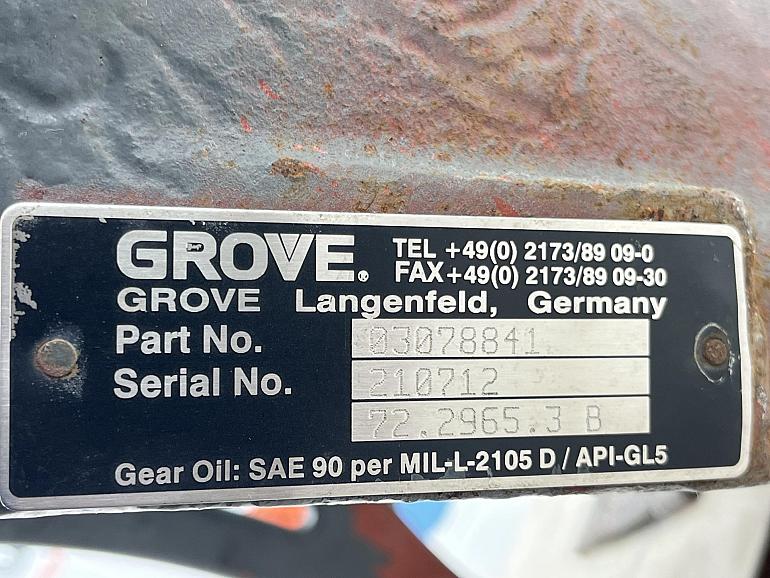 GROVE®
TEL +49(0) 2173/89 09-0
FAX +49(0) 2173/89 09-30
GROVE Langenfeld, Germany
Part No. 03078841
Serial No. 210712
72.2965.3 B
Gear Oil: SAE 90 per MIL-L-2105 D / API-GL5